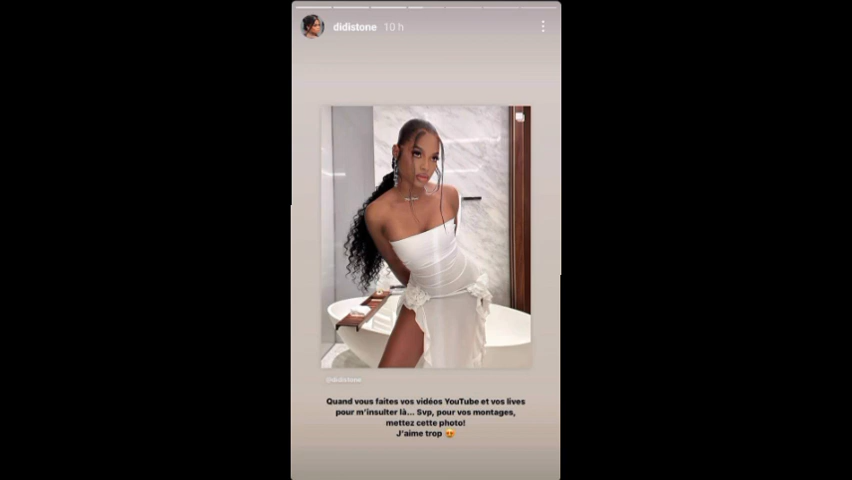 didistone 10 h
@didistone
Quand vous faites vos vidéos YouTube et vos lives
pour m'insulter là... Svp, pour vos montages,
mettez cette photo!
J'aime trop 😍